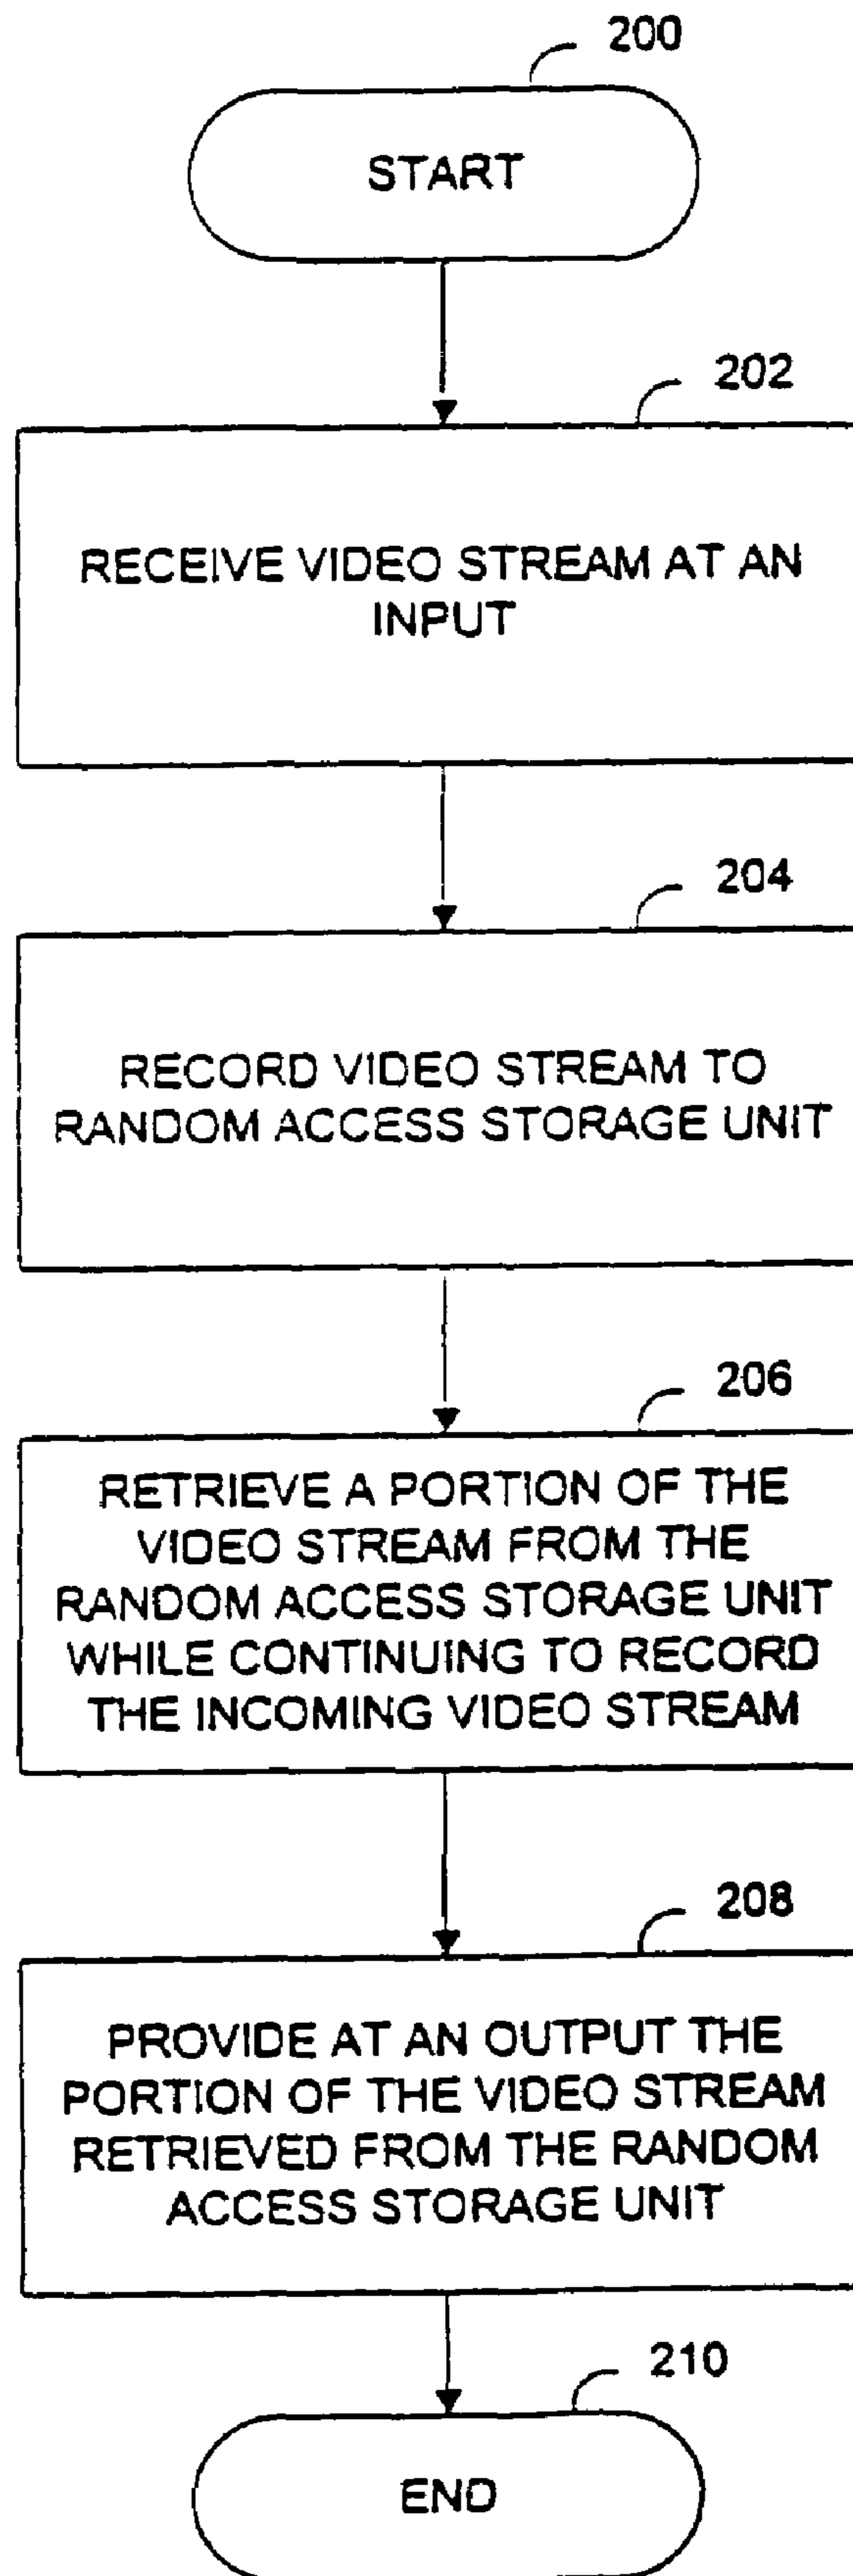 200
START
202
RECEIVE VIDEO STREAM AT AN
INPUT
204
RECORD VIDEO STREAM TO
RANDOM ACCESS STORAGE UNIT
206
RETRIEVE A PORTION OF THE
VIDEO STREAM FROM THE
RANDOM ACCESS STORAGE UNIT
WHILE CONTINUING TO RECORD
THE INCOMING VIDEO STREAM
208
PROVIDE AT AN OUTPUT THE
PORTION OF THE VIDEO STREAM
RETRIEVED FROM THE RANDOM
ACCESS STORAGE UNIT
210
END